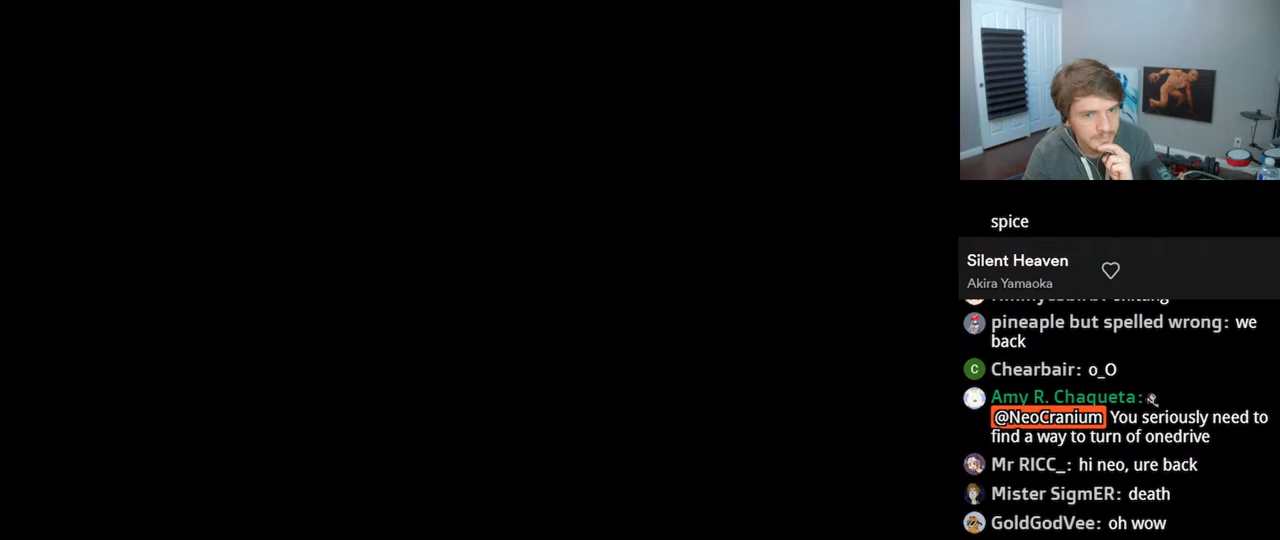 spice
Silent Heaven
Akira Yamaoka
pineaple but spelled wrong: we
back
Chearbair: o_O
Amy R. Chaqueta:
@NeoCranium You seriously need to
find a way to turn of onedrive
Mr RICC_: hi neo, ure back
Mister SigmER: death
GoldGodVee: oh wow